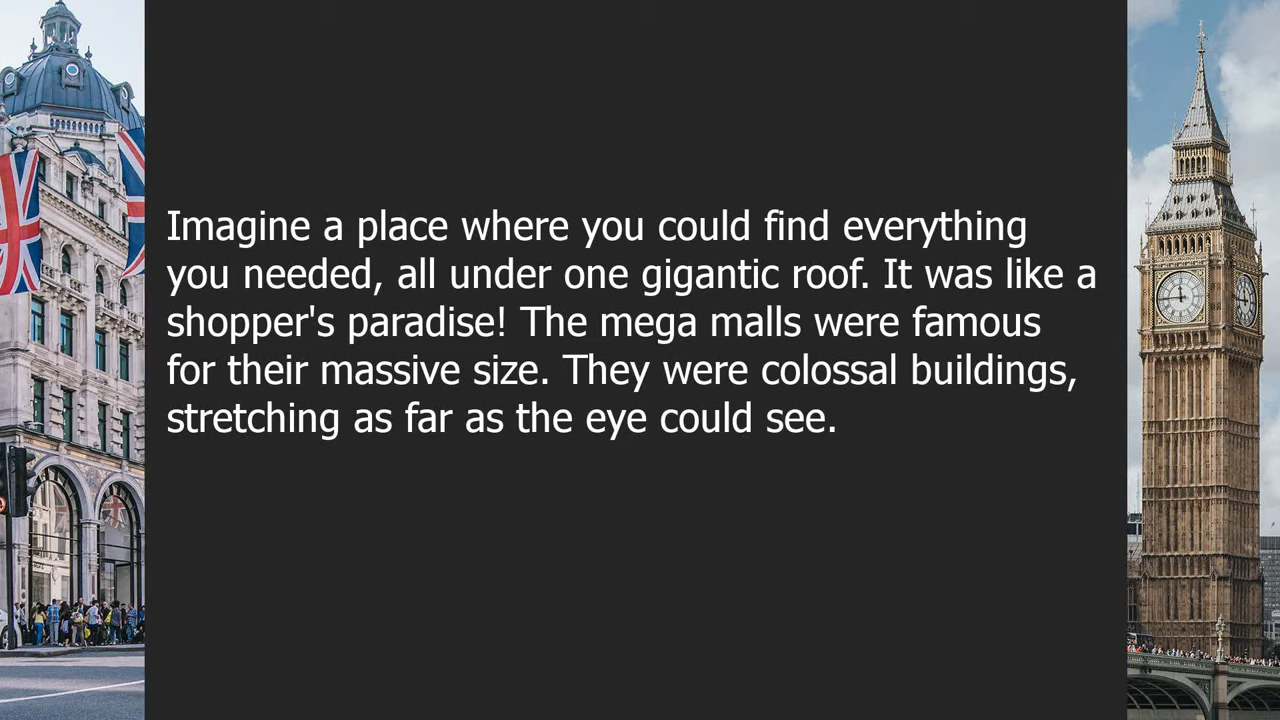 Imagine a place where you could find everything
you needed, all under one gigantic roof. It was like a
shopper's paradise! The mega malls were famous
for their massive size. They were colossal buildings,
stretching as far as the eye could see.